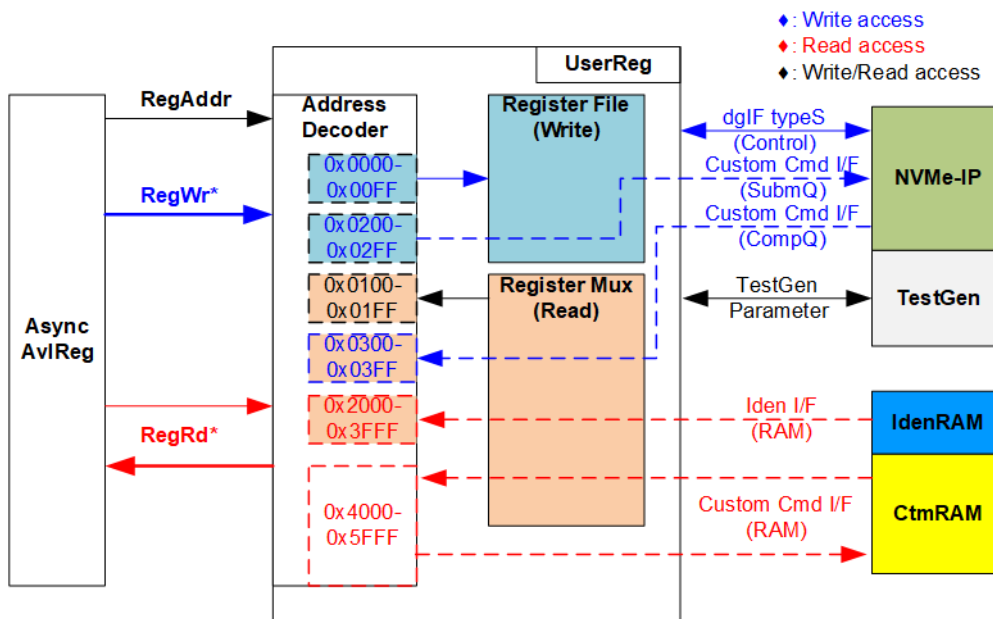 ♦: Write access
♦: Read access
♦: Write/Read access
UserReg
Async
AvlReg
RegAddr
RegWr*
RegRd*
Address
Decoder
0x0000-
0x00FF
0x0200-
0x02FF
0x0100-
0x01FF
0x0300-
0x03FF
0x2000-
0x3FFF
0x4000-
0x5FFF
Register File
(Write)
Register Mux
(Read)
dgIF typeS
(Control)
Custom Cmd I/F
(SubmQ)
Custom Cmd I/F
(CompQ)
TestGen
Parameter
Iden I/F
(RAM)
Custom Cmd I/F
(RAM)
NVMe-IP
TestGen
IdenRAM
CtmRAM